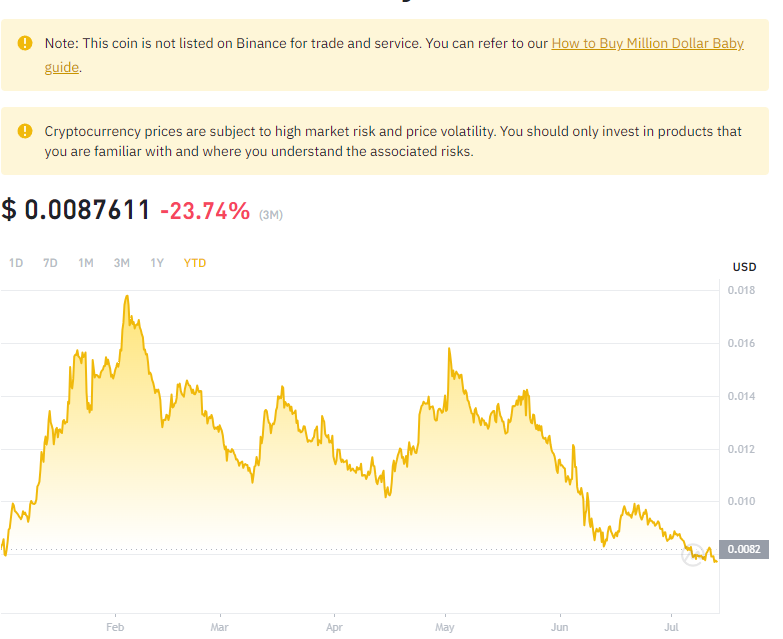 Note: This coin is not listed on Binance for trade and service. You can refer to our How to Buy Million Dollar Baby
guide.
Cryptocurrency prices are subject to high market risk and price volatility. You should only invest in products that
you are familiar with and where you understand the associated risks.
$ 0.0087611 -23.74% (3M)
1D 7D 1M 3M 1Y YTD
USD
0.018
0.016
0.014
0.012
0.010
0.0082
Feb Mar Apr May Jun Jul